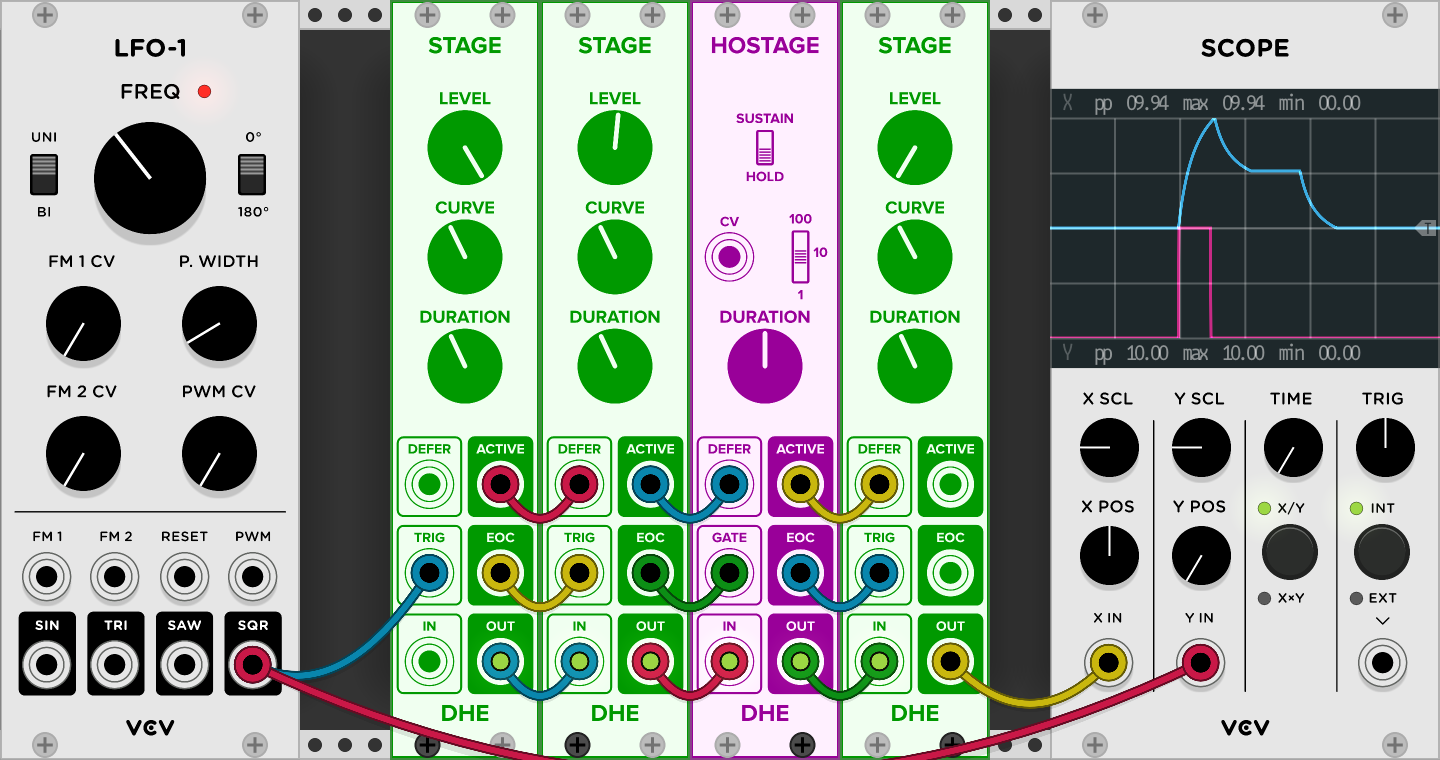 LFO-1
FREQ
UNI
0°
BI
180°
FM 1 CV P. WIDTH
FM 2 CV PWM CV
FM 1 FM 2 RESET PWM
SIN TRI SAW SQR
VCV
STAGE
LEVEL
CURVE
DURATION
DEFER ACTIVE
TRIG EOC
IN OUT
DHE
STAGE
LEVEL
CURVE
DURATION
DEFER ACTIVE
TRIG EOC
IN OUT
DHE
HOSTAGE
SUSTAIN
HOLD
CV
100
10
1
DURATION
DEFER ACTIVE
GATE EOC
IN OUT
DHE
STAGE
LEVEL
CURVE
DURATION
DEFER ACTIVE
TRIG EOC
IN OUT
DHE
SCOPE
X pp 09.94 max 09.94 min 00.00
T
Y pp 10.00 max 10.00 min 00.00
X SCL Y SCL TIME TRIG
X POS Y POS X/Y INT
X×Y EXT
X IN Y IN
VCV